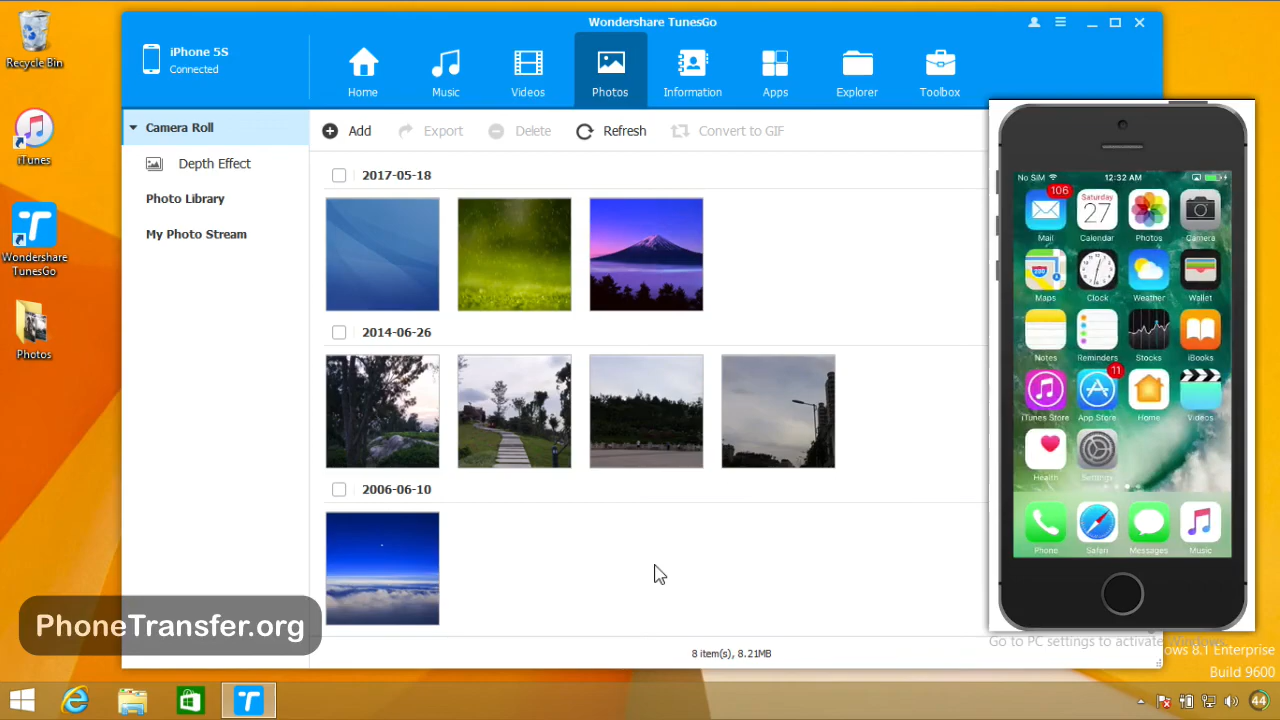 Wondershare TunesGo
Recycle Bin
iTunes
Wondershare
TunesGo
Photos
iPhone 5S
Connected
Home
Music
Videos
Photos
Information
Apps
Explorer
Toolbox
Camera Roll
Depth Effect
Photo Library
My Photo Stream
Add
Export
Delete
Refresh
Convert to GIF
2017-05-18
2014-06-26
2006-06-10
8 item(s), 8.21MB
No SIM
12:32 AM
106
Saturday
27
Mail
Calendar
Photos
Camera
280
Maps
Clock
Weather
Wallet
Notes
Reminders
Stocks
iBooks
11
iTunes Store
App Store
Home
Videos
Health
Settings
Phone
Safari
Messages
Music
PhoneTransfer.org
Go to PC settings to activate Windows.
ows 8.1 Enterprise
Build 9600
44